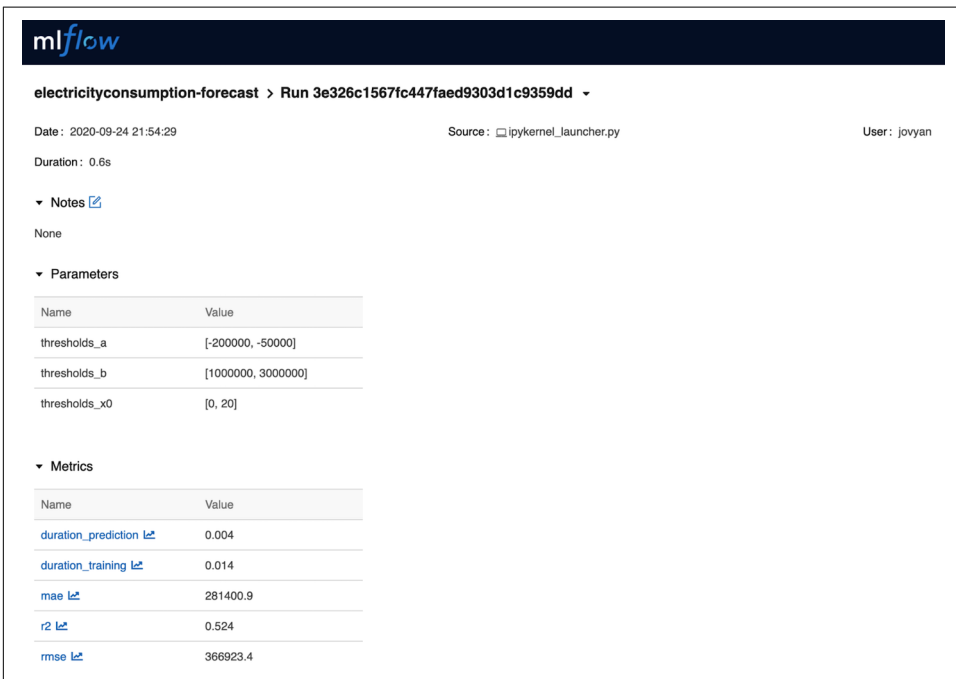 mlflow
electricityconsumption-forecast > Run 3e326c1567fc447faed9303d1c9359dd
Date : 2020-09-24 21:54:29 Source : ipykernel_launcher.py User : jovyan
Duration : 0.6s
Notes
None
Parameters
Name Value
thresholds_a [-200000, -50000]
thresholds_b [1000000, 3000000]
thresholds_x0 [0, 20]
Metrics
Name Value
duration_prediction 0.004
duration_training 0.014
mae 281400.9
r2 0.524
rmse 366923.4